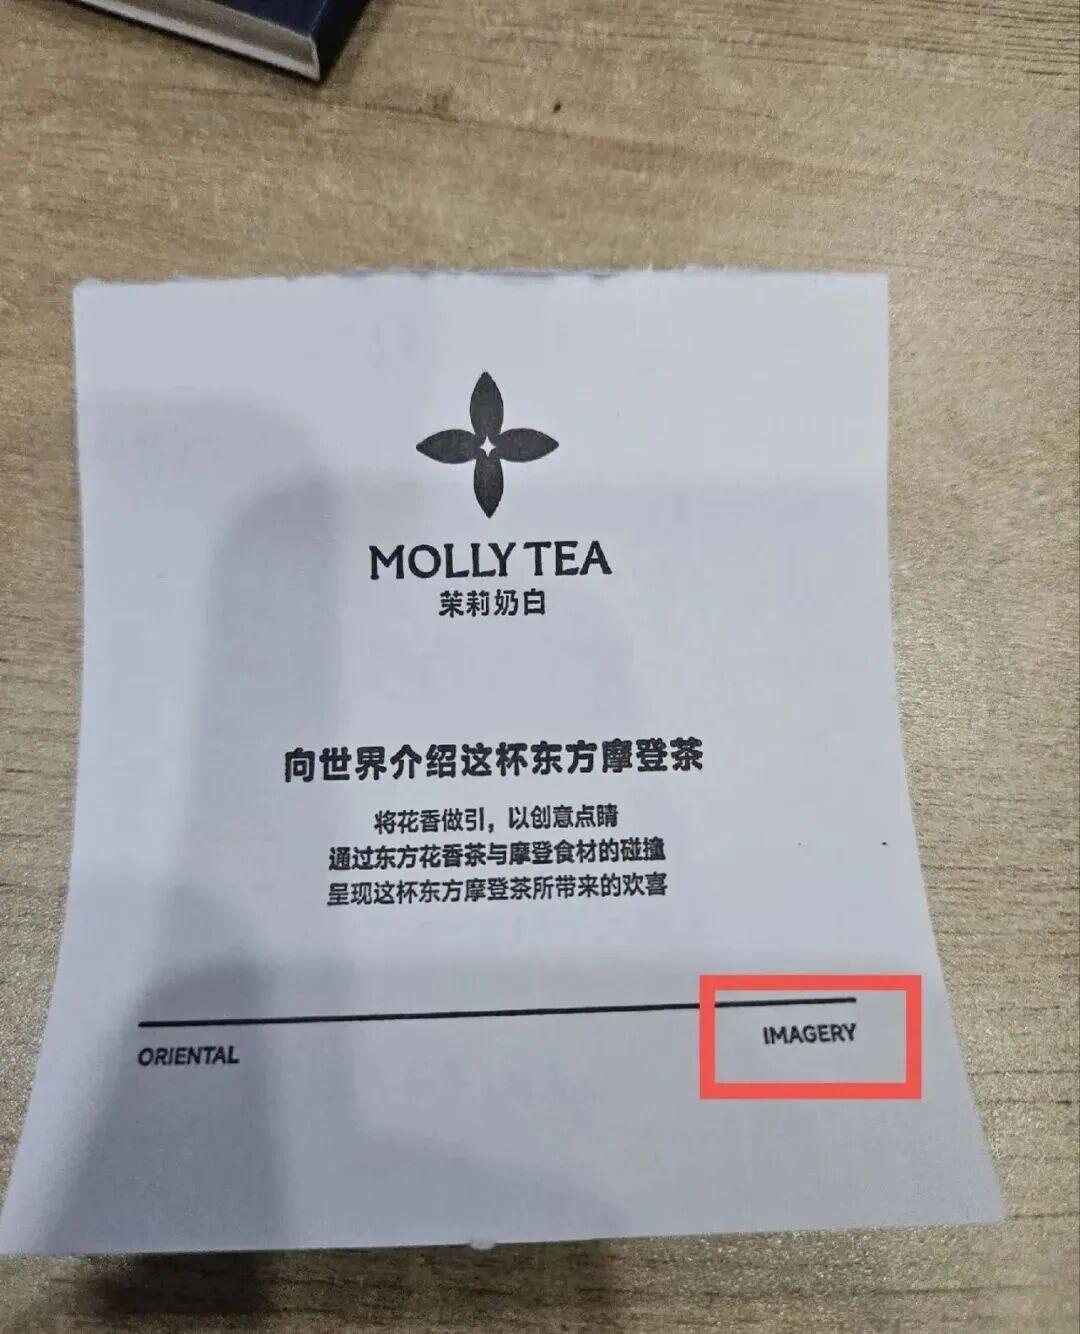 MOLLY TEA
茉莉奶白
向世界介绍这杯东方摩登茶
将花香做引，以创意点睛
通过东方花香茶与摩登食材的碰撞
呈现这杯东方摩登茶所带来的欢喜
ORIENTAL
IMAGERY